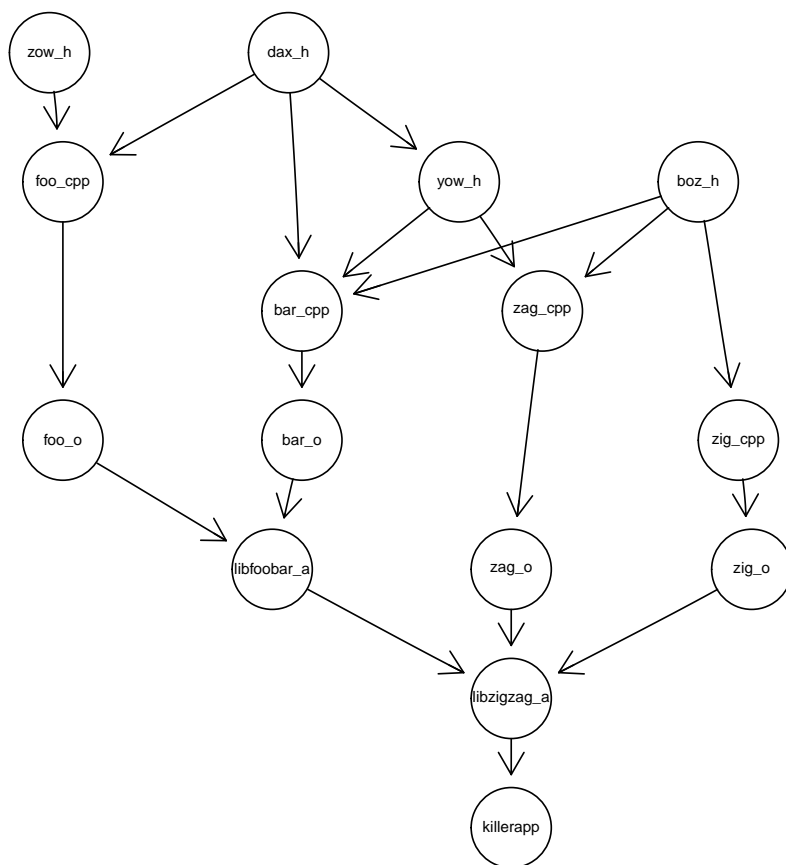 zow_h
dax_h
foo_cpp
yow_h
boz_h
bar_cpp
zag_cpp
foo_o
bar_o
zig_cpp
libfoobar_a
zag_o
zig_o
libzigzag_a
killerapp